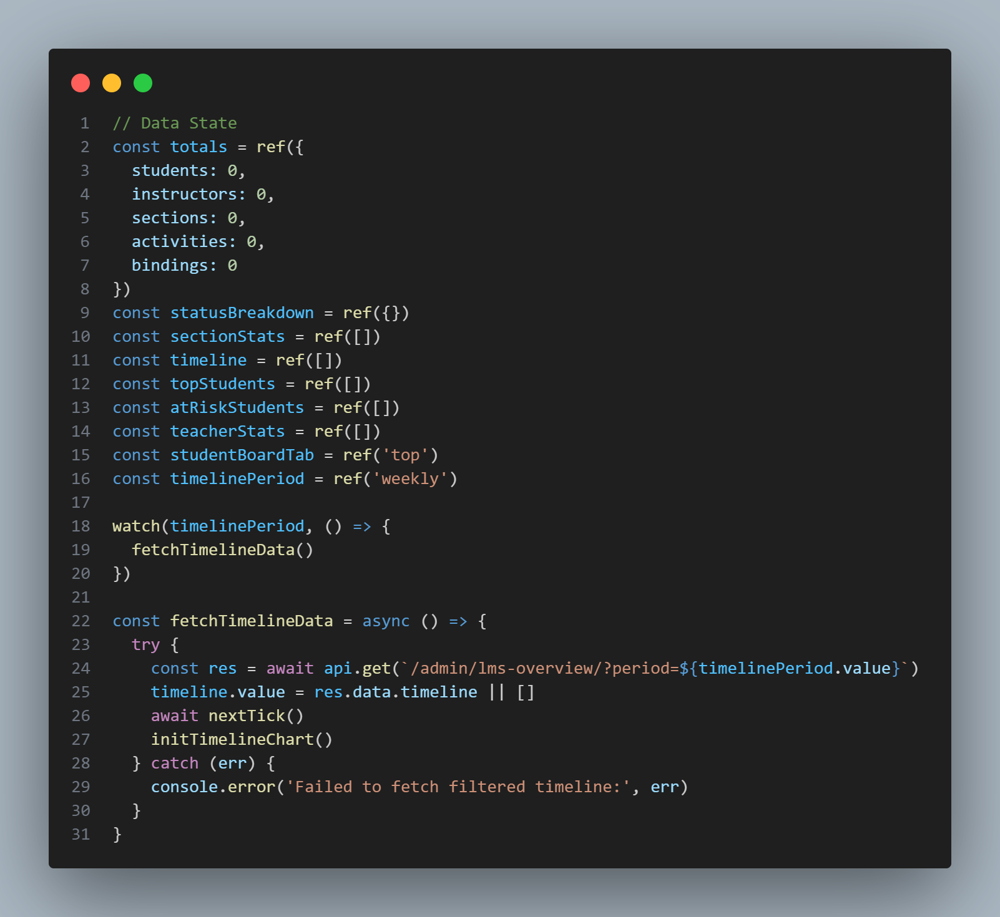 1 // Data State
2 const totals = ref({
3   students: 0,
4   instructors: 0,
5   sections: 0,
6   activities: 0,
7   bindings: 0
8 })
9 const statusBreakdown = ref({})
10 const sectionStats = ref([])
11 const timeline = ref([])
12 const topStudents = ref([])
13 const atRiskStudents = ref([])
14 const teacherStats = ref([])
15 const studentBoardTab = ref('top')
16 const timelinePeriod = ref('weekly')
17
18 watch(timelinePeriod, () => {
19   fetchTimelineData()
20 })
21
22 const fetchTimelineData = async () => {
23   try {
24     const res = await api.get(`/admin/lms-overview/?period=${timelinePeriod.value}`)
25     timeline.value = res.data.timeline || []
26     await nextTick()
27     initTimelineChart()
28   } catch (err) {
29     console.error('Failed to fetch filtered timeline:', err)
30   }
31 }